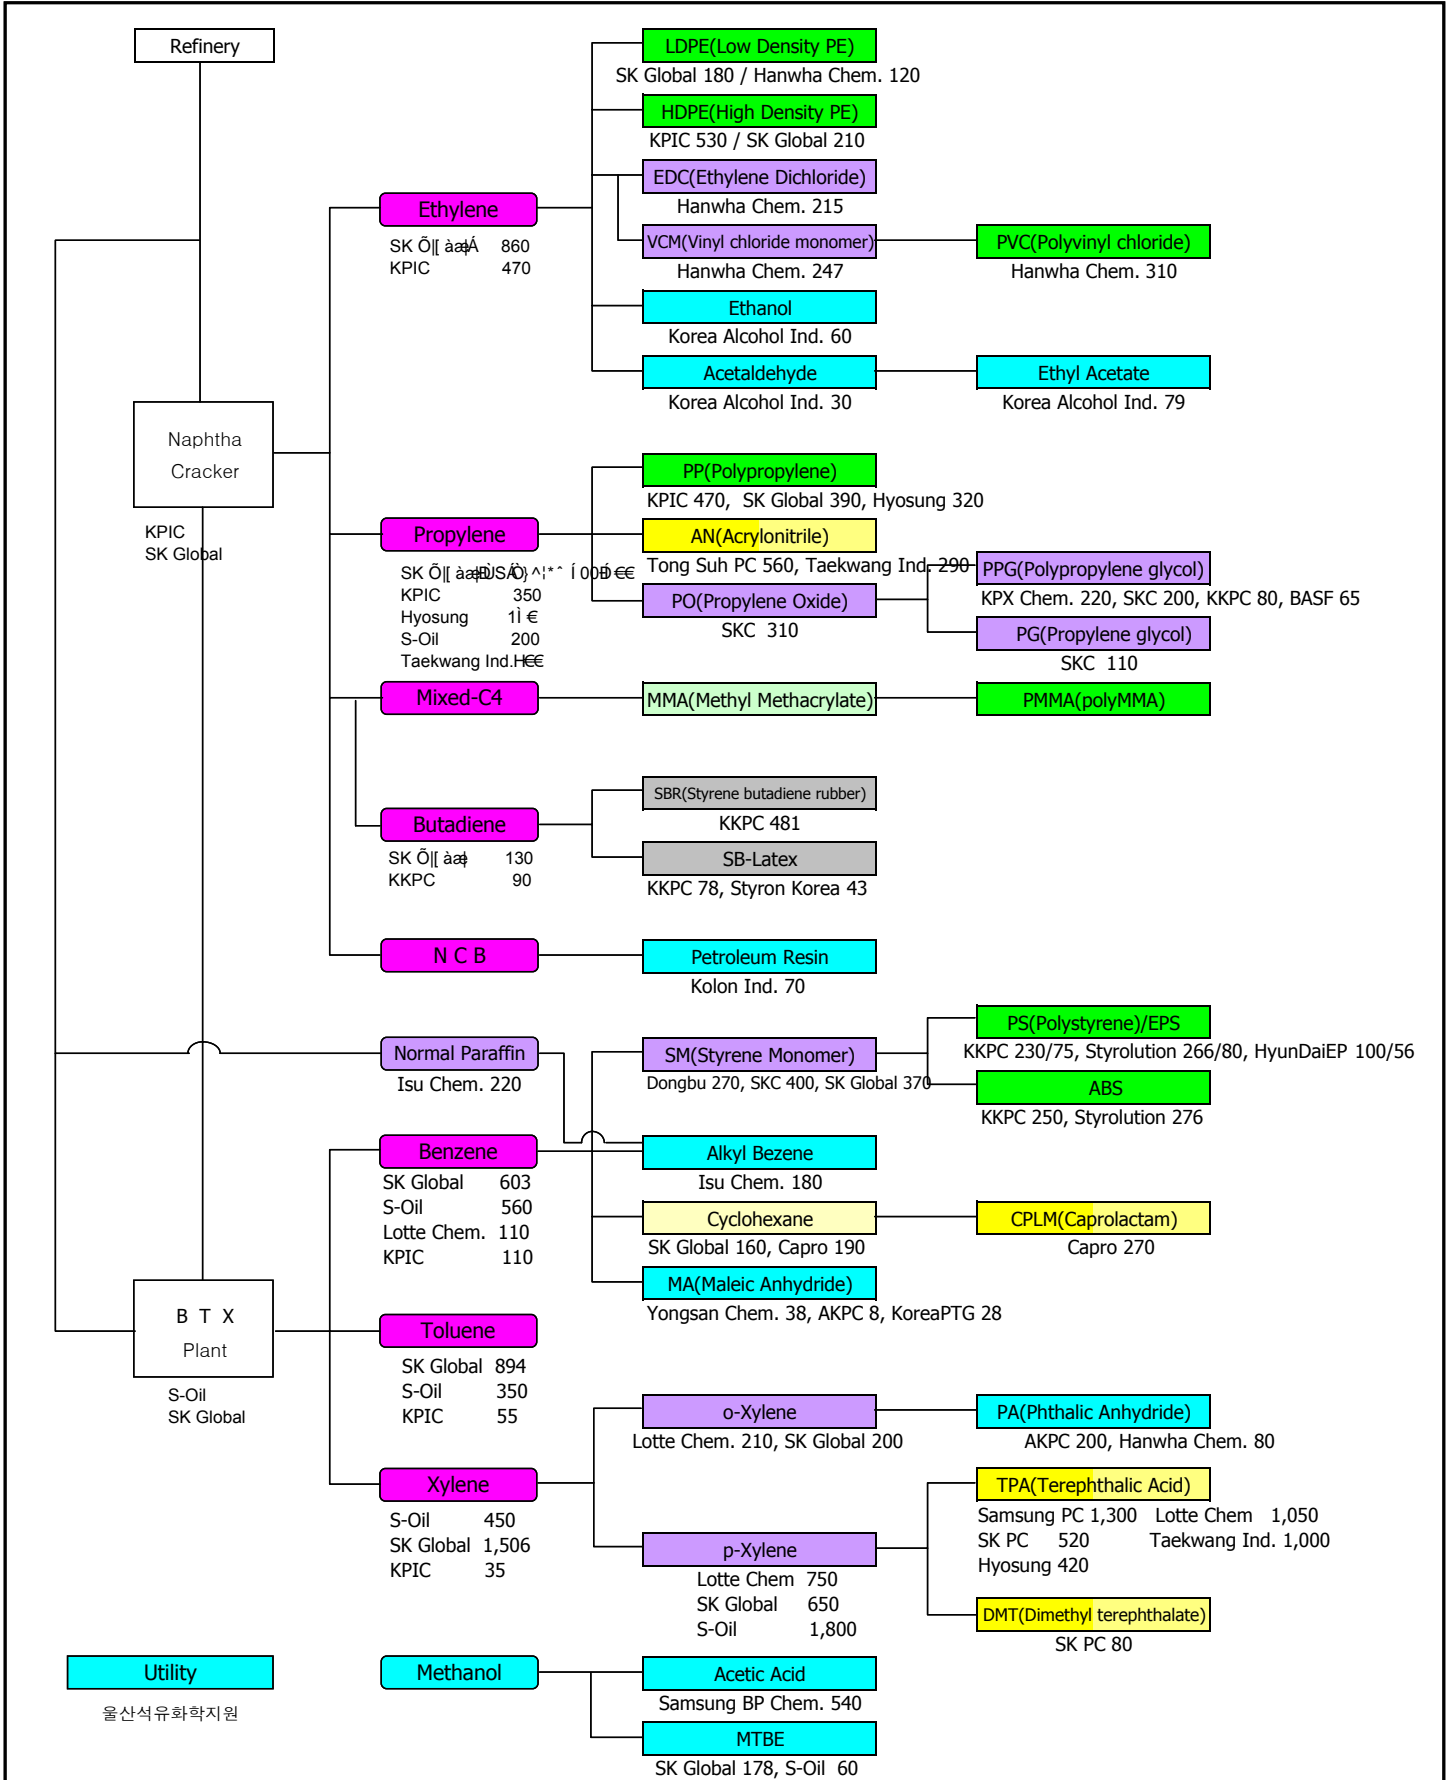 Refinery
LDPE(Low Density PE)
SK Global 180 / Hanwha Chem. 120
HDPE(High Density PE)
KPIC 530 / SK Global 210
EDC(Ethylene Dichloride)
Hanwha Chem. 215
Ethylene
SK 860
KPIC 470
VCM(Vinyl chloride monomer)
Hanwha Chem. 247
PVC(Polyvinyl chloride)
Hanwha Chem. 310
Ethanol
Korea Alcohol Ind. 60
Acetaldehyde
Korea Alcohol Ind. 30
Ethyl Acetate
Korea Alcohol Ind. 79
Naphtha
Cracker
KPIC
SK Global
PP(Polypropylene)
KPIC 470, SK Global 390, Hyosung 320
Propylene
SK
KPIC 350
Hyosung
S-Oil 200
Taekwang Ind.
AN(Acrylonitrile)
Tong Suh PC 560, Taekwang Ind. 290
PO(Propylene Oxide)
SKC 310
PPG(Polypropylene glycol)
KPX Chem. 220, SKC 200, KKPC 80, BASF 65
PG(Propylene glycol)
SKC 110
Mixed-C4
MMA(Methyl Methacrylate)
PMMA(polyMMA)
Butadiene
SK 130
KKPC 90
SBR(Styrene butadiene rubber)
KKPC 481
SB-Latex
KKPC 78, Styron Korea 43
N C B
Petroleum Resin
Kolon Ind. 70
Normal Paraffin
Isu Chem. 220
SM(Styrene Monomer)
Dongbu 270, SKC 400, SK Global 370
PS(Polystyrene)/EPS
KKPC 230/75, Styrolution 266/80, HyunDaiEP 100/56
ABS
KKPC 250, Styrolution 276
Benzene
SK Global 603
S-Oil 560
Lotte Chem. 110
KPIC 110
Alkyl Bezene
Isu Chem. 180
Cyclohexane
SK Global 160, Capro 190
CPLM(Caprolactam)
Capro 270
MA(Maleic Anhydride)
Yongsan Chem. 38, AKPC 8, KoreaPTG 28
B T X
Plant
S-Oil
SK Global
Toluene
SK Global 894
S-Oil 350
KPIC 55
Xylene
S-Oil 450
SK Global 1,506
KPIC 35
o-Xylene
Lotte Chem. 210, SK Global 200
PA(Phthalic Anhydride)
AKPC 200, Hanwha Chem. 80
p-Xylene
Lotte Chem 750
SK Global 650
S-Oil 1,800
TPA(Terephthalic Acid)
Samsung PC 1,300 Lotte Chem 1,050
SK PC 520 Taekwang Ind. 1,000
Hyosung 420
DMT(Dimethyl terephthalate)
SK PC 80
Utility
울산석유화학지원
Methanol
Acetic Acid
Samsung BP Chem. 540
MTBE
SK Global 178, S-Oil 60